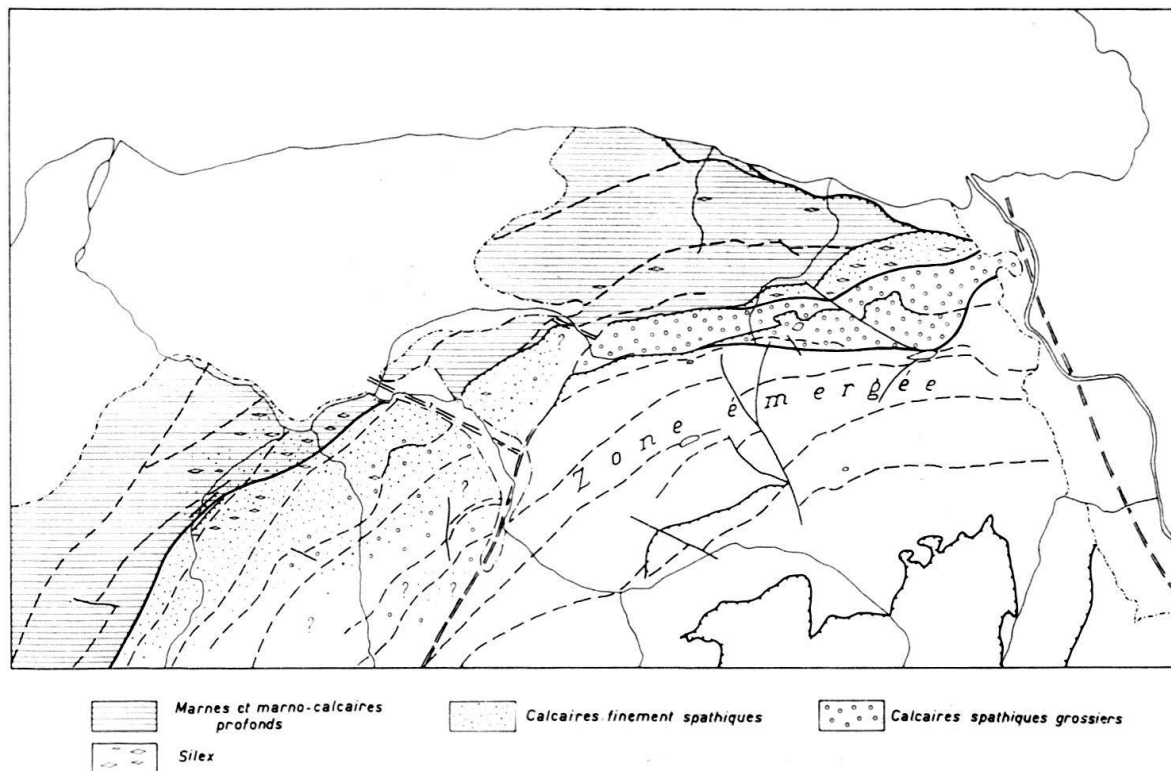 ?
?
?
?
?
Zone émergée
Marnes et marno-calcaires
profonds
Calcaires finement spathiques
Calcaires spathiques grossiers
Silex